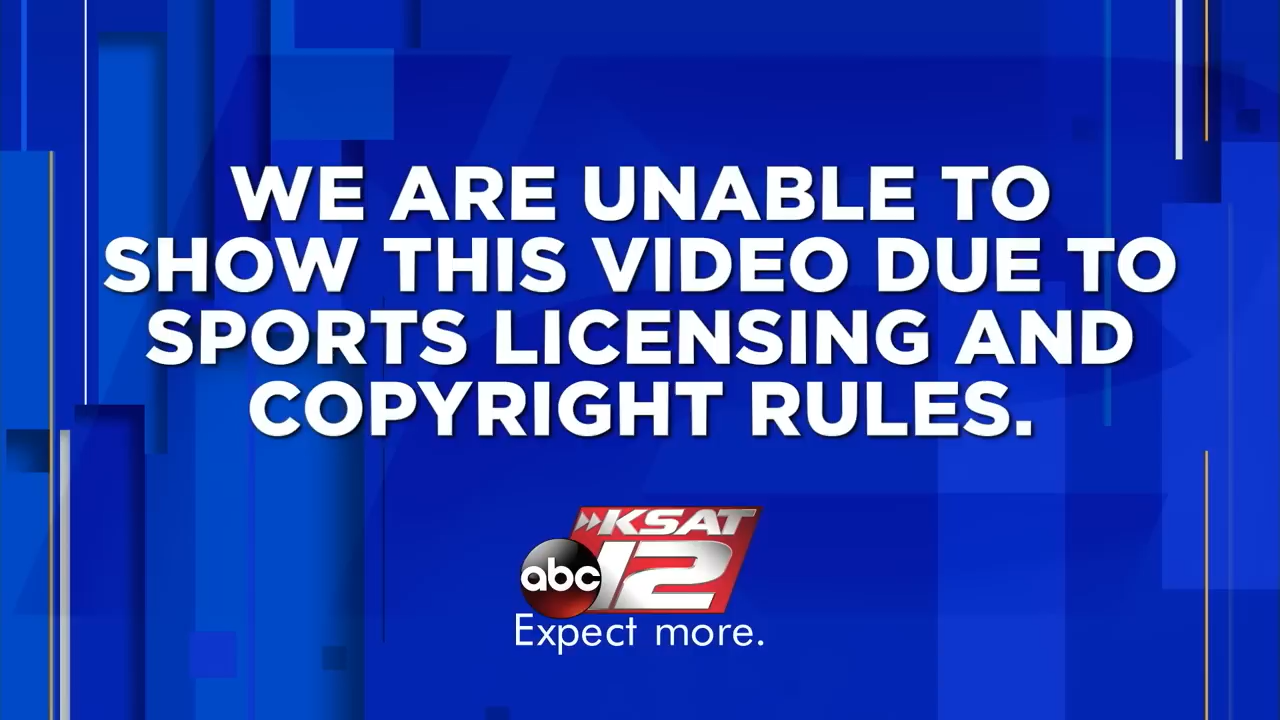 WE ARE UNABLE TO
SHOW THIS VIDEO DUE TO
SPORTS LICENSING AND
COPYRIGHT RULES.
KSAT
abc 12
Expect more.